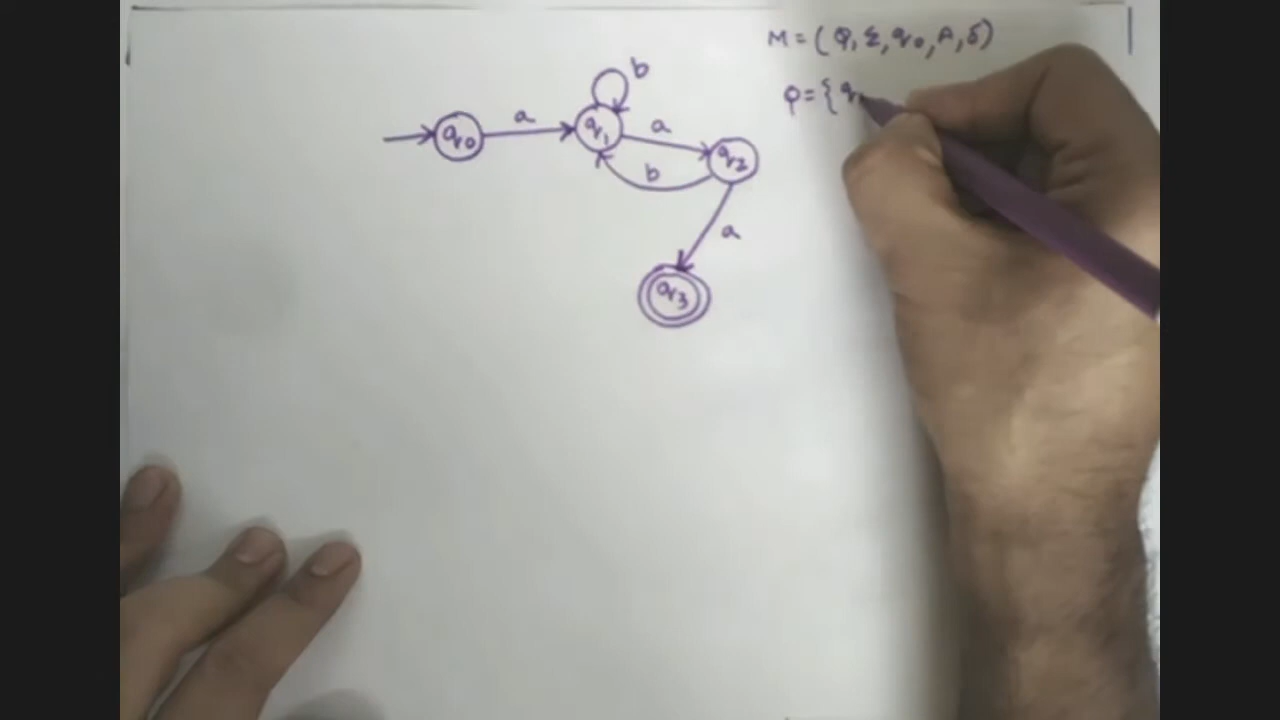 M = (Q, Σ, q0, A, δ)
Q = {q
b
a
a
b
a
q0
q1
q2
q3